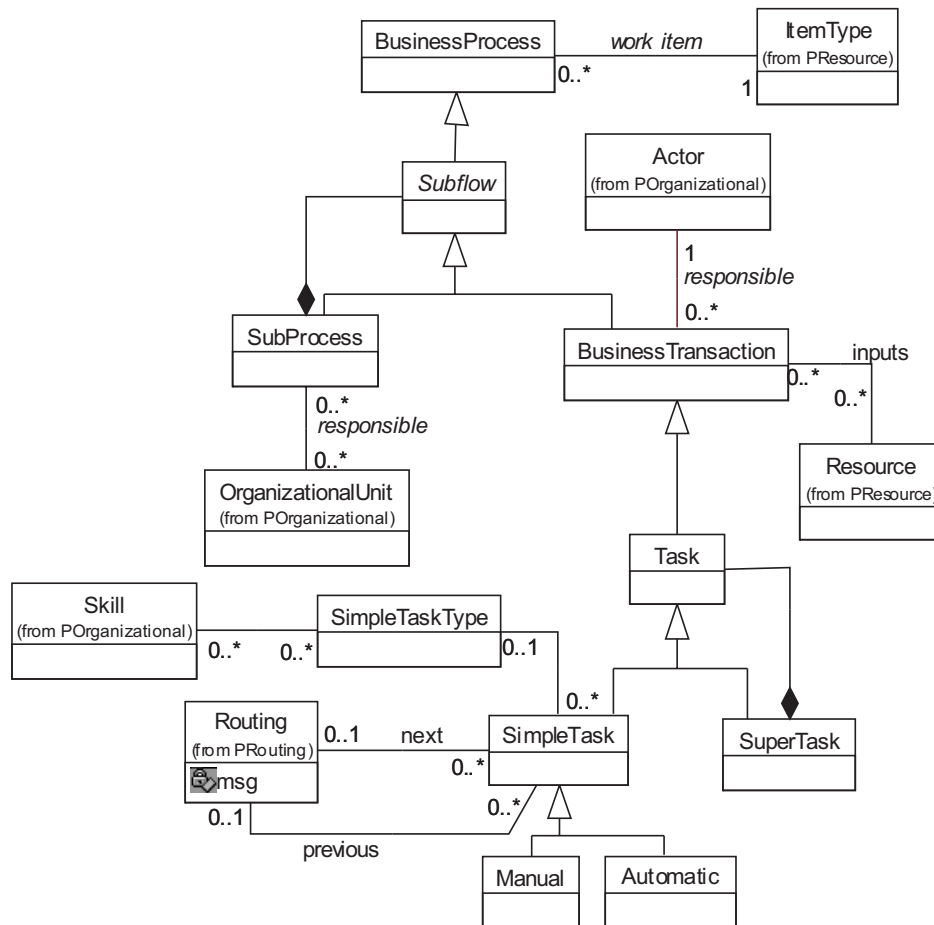 BusinessProcess
0..*
work item
1
ItemType
(from PResource)
Actor
(from POrganizational)
Subflow
1
responsible
0..*
SubProcess
BusinessTransaction
inputs
0..*
0..*
0..*
responsible
0..*
OrganizationalUnit
(from POrganizational)
Resource
(from PResource)
Task
Skill
(from POrganizational)
SimpleTaskType
0..*
0..*
0..1
0..*
Routing
(from PRouting)
msg
0..1
next
0..*
SimpleTask
SuperTask
0..1
0..*
previous
Manual
Automatic